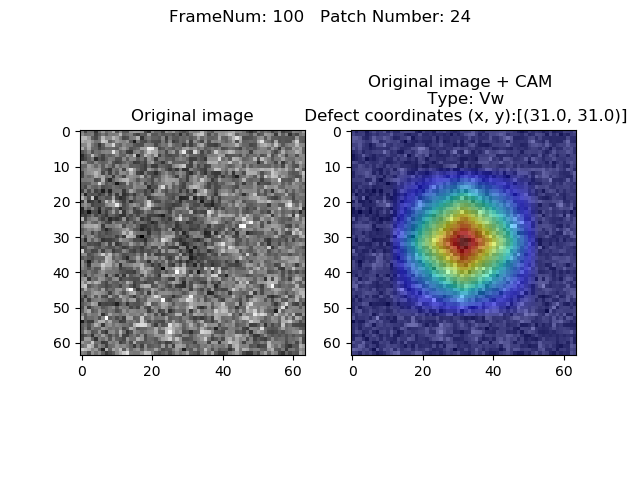 FrameNum: 100   Patch Number: 24
Original image
Original image + CAM
Type: Vw
Defect coordinates (x, y):[(31.0, 31.0)]
0
10
20
30
40
50
60
0 20 40 60
0
10
20
30
40
50
60
0 20 40 60